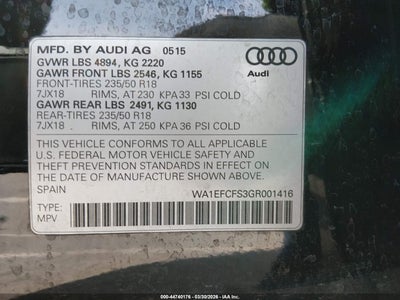 MFD. BY AUDI AG 0515
GVWR LBS 4894, KG 2220
GAWR FRONT LBS 2546, KG 1155
FRONT-TIRES 235/50 R18
7JX18 RIMS, AT 230 KPA 33 PSI COLD
GAWR REAR LBS 2491, KG 1130
REAR-TIRES 235/50 R18
7JX18 RIMS, AT 250 KPA 36 PSI COLD
Audi
THIS VEHICLE CONFORMS TO ALL APPLICABLE
U.S. FEDERAL MOTOR VEHICLE SAFETY AND
THEFT PREVENTION STANDARDS IN EFFECT ON
THE DATE OF MANUFACTURE SHOWN ABOVE.
SPAIN WA1EFCFS3GR001416
TYPE:
MPV
000-44740176 - 03/30/2026 - IAA Inc.